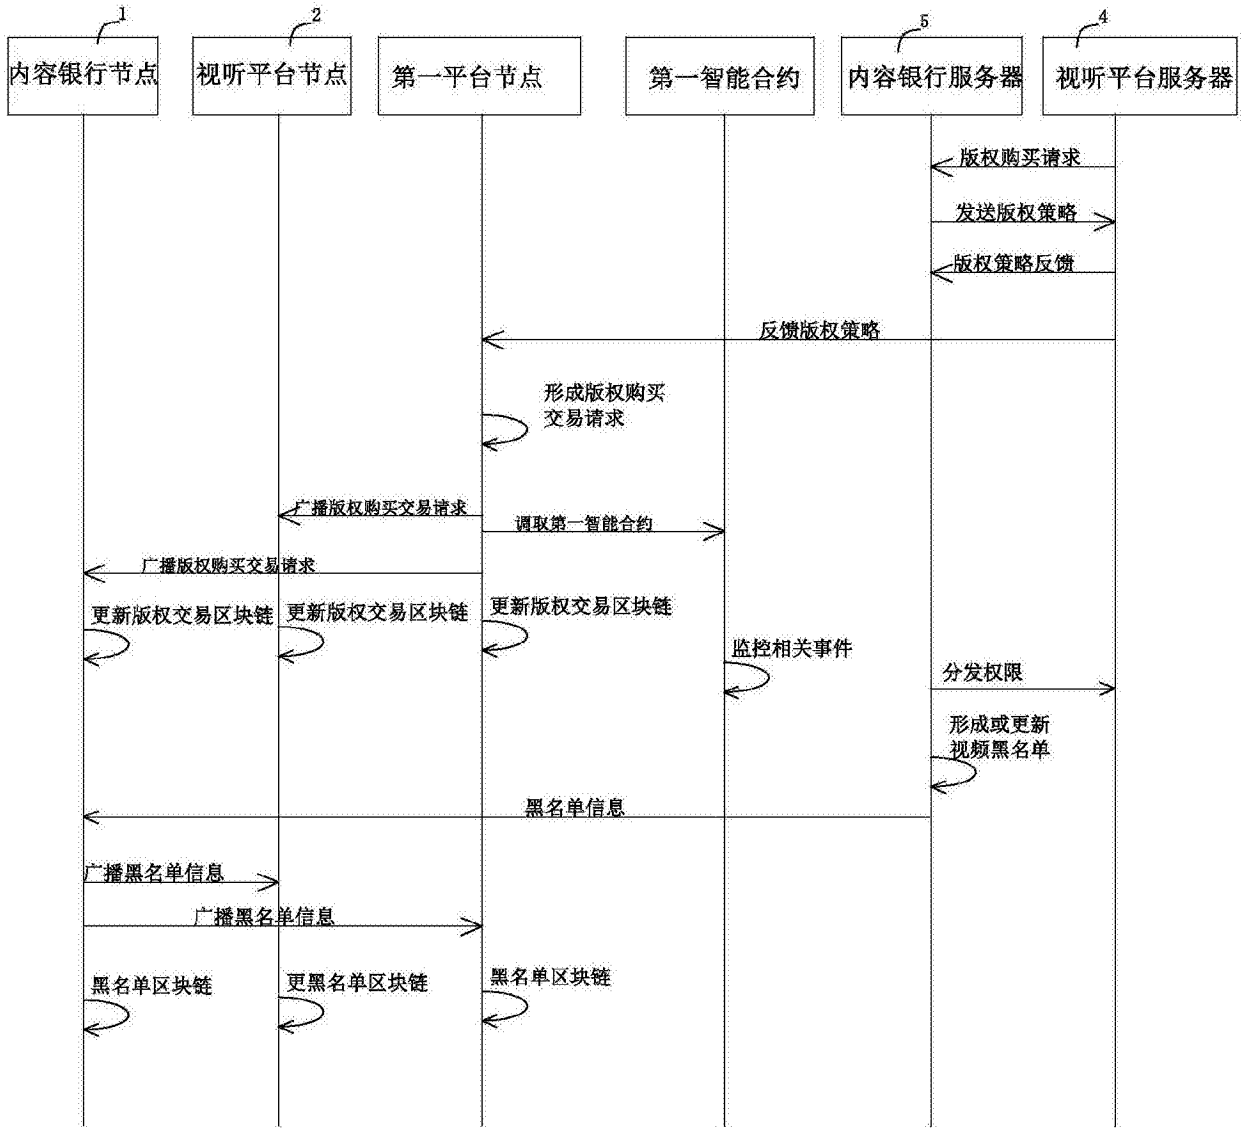 1
2
5
4
内容银行节点
视听平台节点
第一平台节点
第一智能合约
内容银行服务器
视听平台服务器
版权购买请求
发送版权策略
版权策略反馈
反馈版权策略
形成版权购买
交易请求
广播版权购买交易请求
调取第一智能合约
广播版权购买交易请求
更新版权交易区块链
更新版权交易区块链
更新版权交易区块链
监控相关事件
分发权限
形成或更新
视频黑名单
黑名单信息
广播黑名单信息
广播黑名单信息
黑名单区块链
更黑名单区块链
黑名单区块链